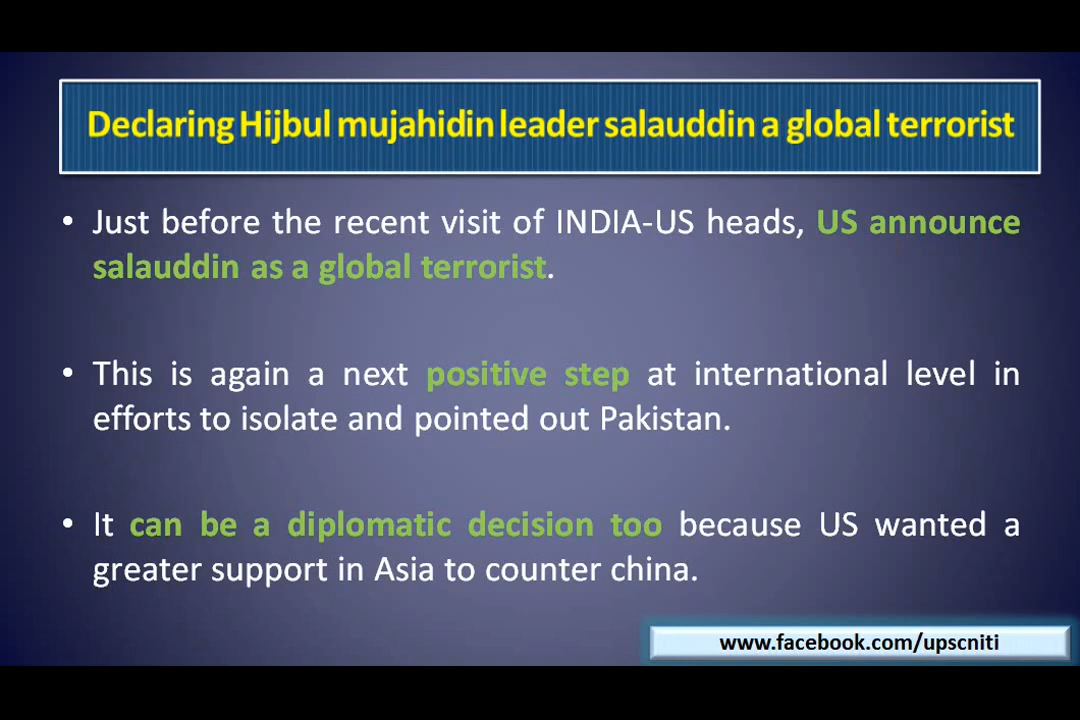 Declaring Hijbul mujahidin leader salauddin a global terrorist
• Just before the recent visit of INDIA-US heads, US announce
salauddin as a global terrorist.
• This is again a next positive step at international level in
efforts to isolate and pointed out Pakistan.
• It can be a diplomatic decision too because US wanted a
greater support in Asia to counter china.
www.facebook.com/upscniti